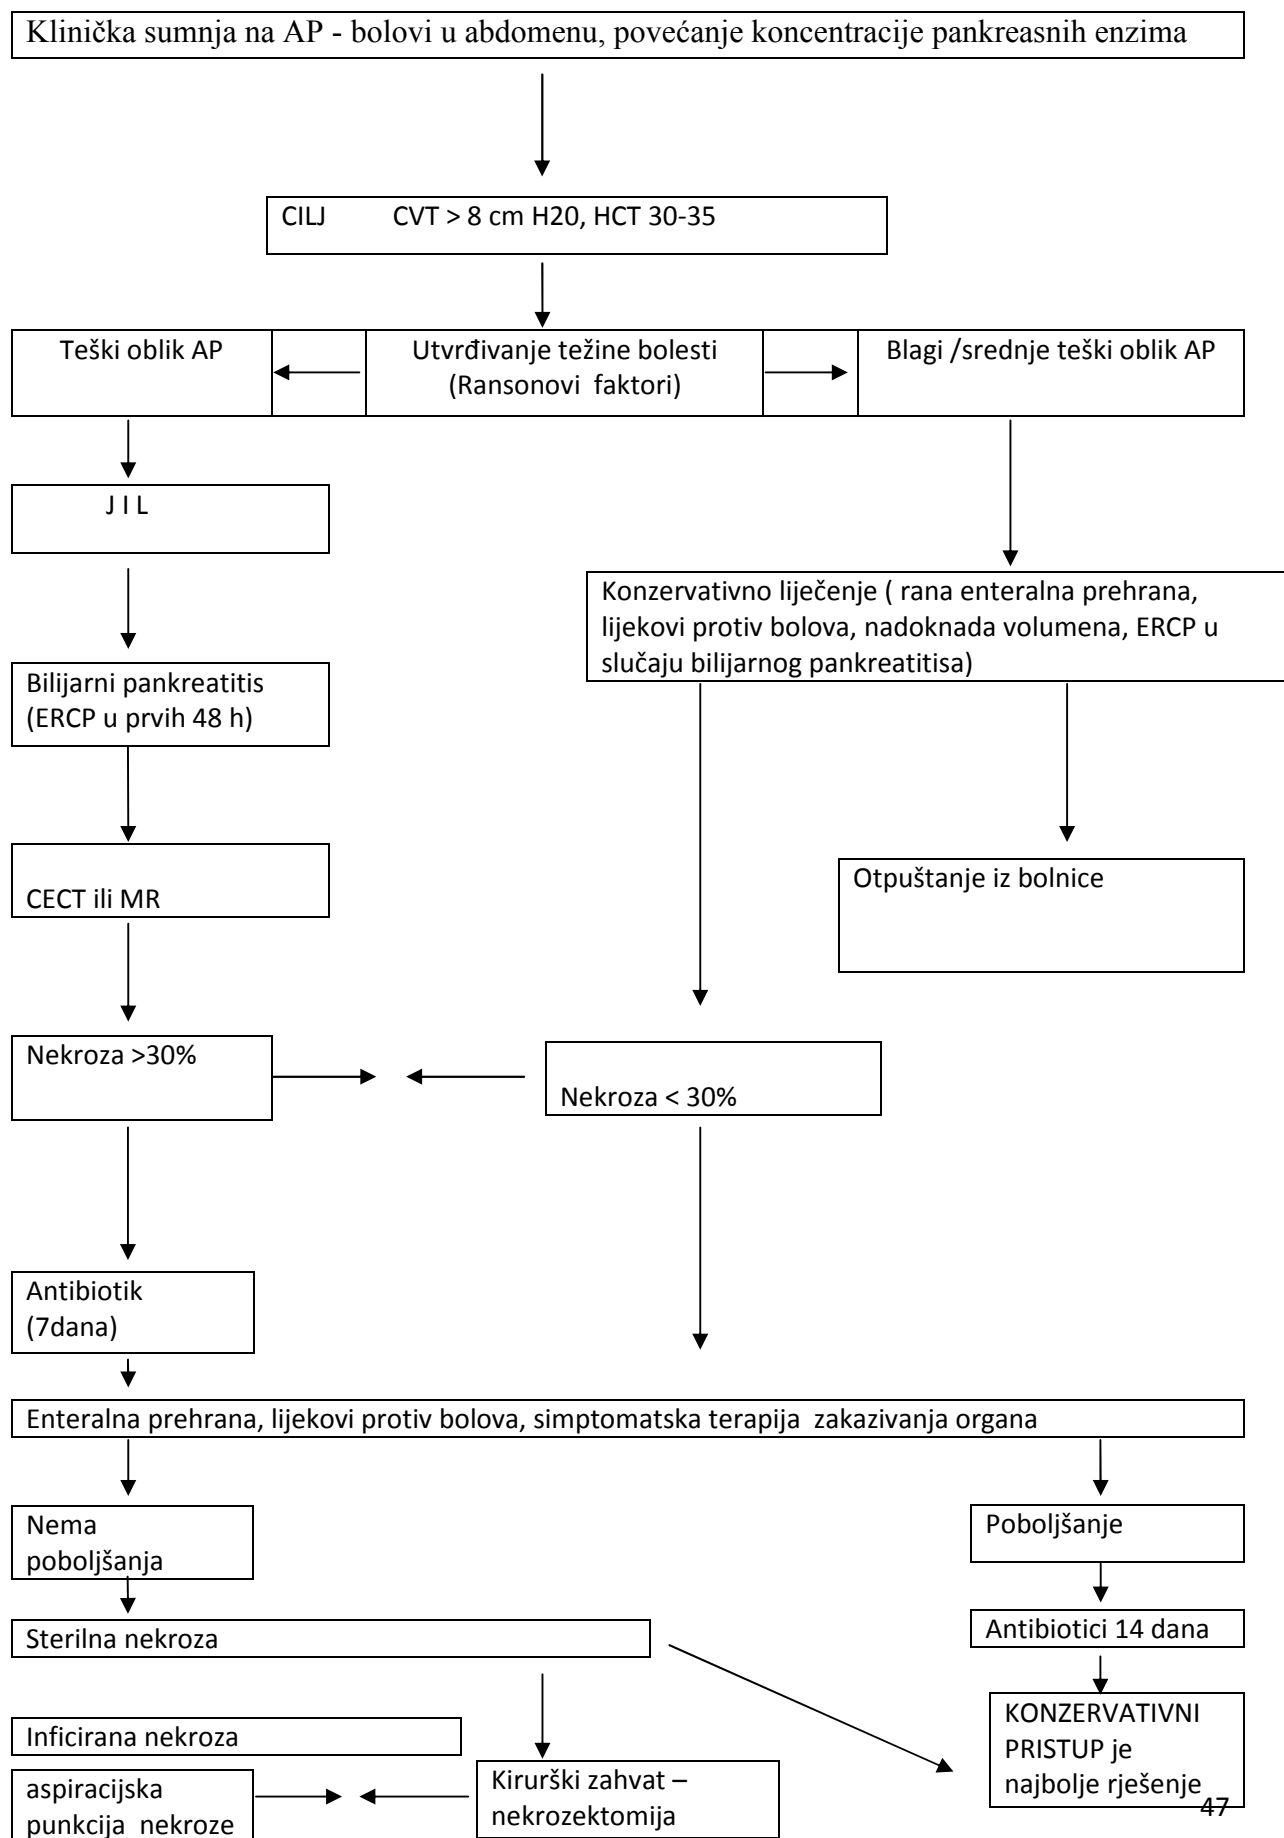 Klinička sumnja na AP - bolovi u abdomenu, povećanje koncentracije pankreasnih enzima
CILJ CVT > 8 cm H20, HCT 30-35
Teški oblik AP
Utvrđivanje težine bolesti
(Ransonovi faktori)
Blagi /srednje teški oblik AP
J I L
Konzervativno liječenje ( rana enteralna prehrana,
lijekovi protiv bolova, nadoknada volumena, ERCP u
slučaju bilijarnog pankreatitisa)
Bilijarni pankreatitis
(ERCP u prvih 48 h)
CECT ili MR
Otpuštanje iz bolnice
Nekroza >30%
Nekroza < 30%
Antibiotik
(7dana)
Enteralna prehrana, lijekovi protiv bolova, simptomatska terapija zakazivanja organa
Nema
poboljšanja
Poboljšanje
Sterilna nekroza
Antibiotici 14 dana
Inficirana nekroza
KONZERVATIVNI
PRISTUP je
najbolje rješenje
aspiracijska
punkcija nekroze
Kirurški zahvat –
nekrozektomija
47